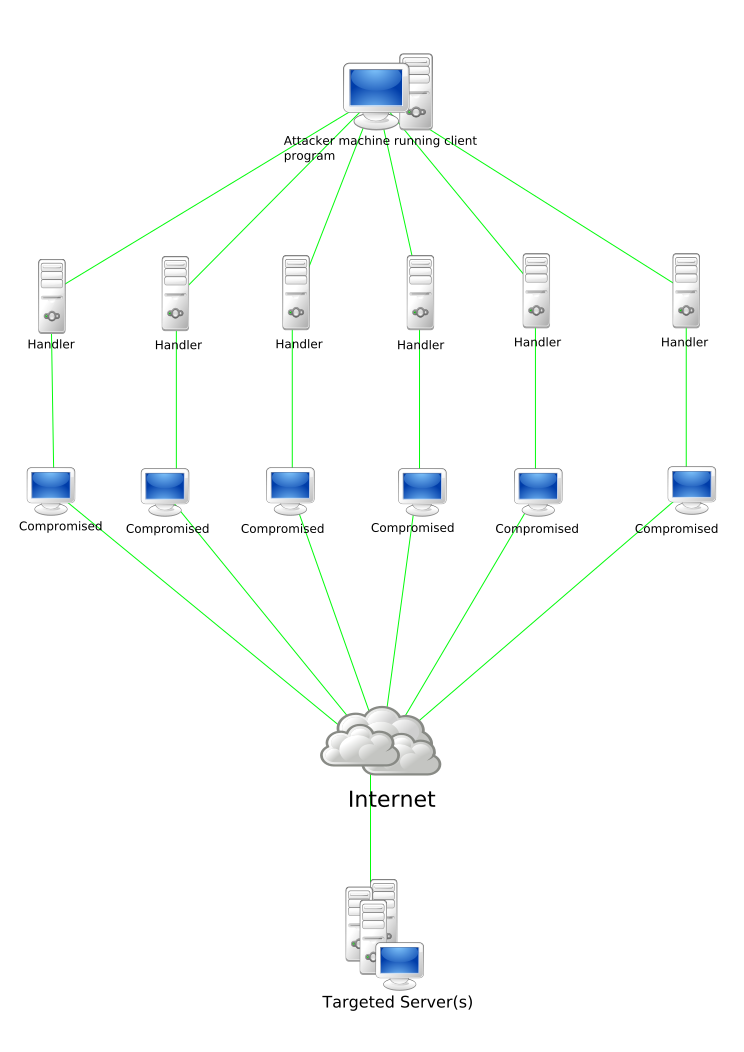 Attacker machine running client
program
Handler
Handler
Handler
Handler
Handler
Handler
Compromised
Compromised
Compromised
Compromised
Compromised
Compromised
Internet
Targeted Server(s)